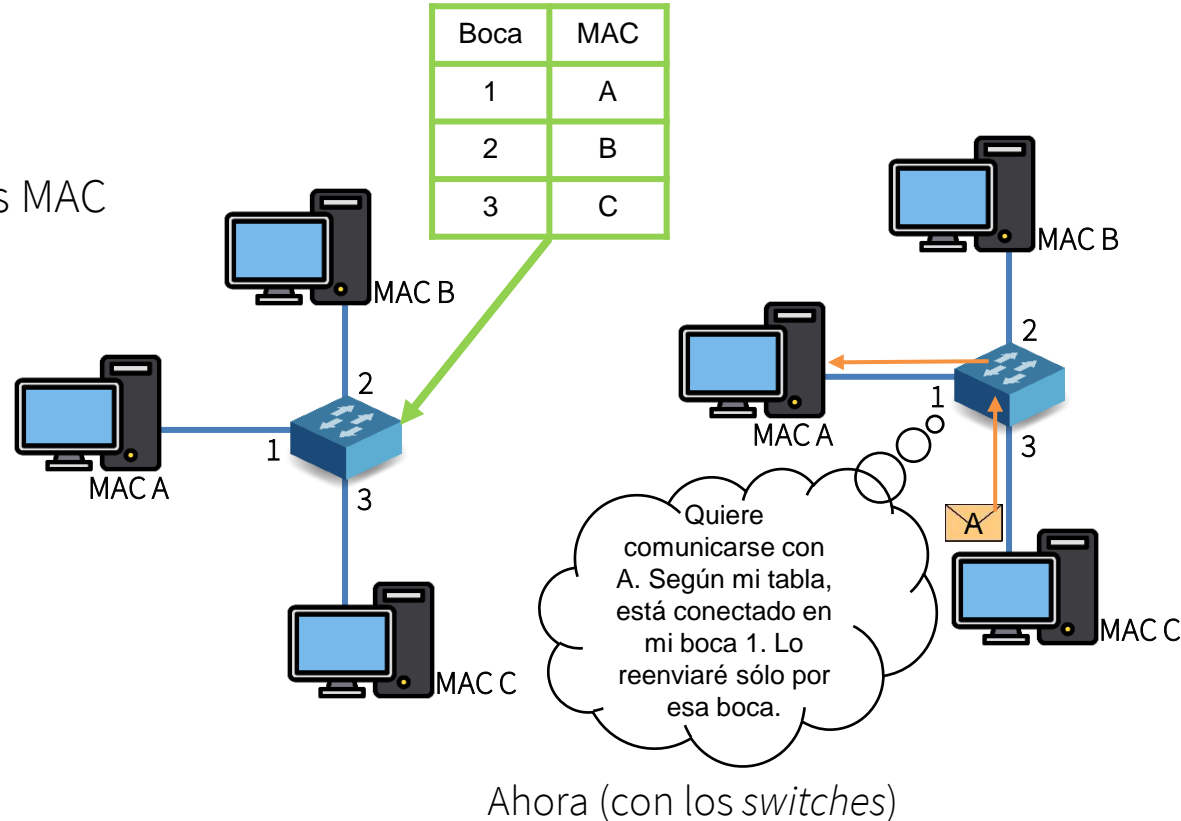 Boca MAC
1 A
2 B
3 C
s MAC
MAC B
MAC A
MAC C
1
2
3
MAC B
MAC A
MAC C
1
2
3
A
Quiere
comunicarse con
A. Según mi tabla,
está conectado en
mi boca 1. Lo
reenviaré sólo por
esa boca.
Ahora (con los switches)